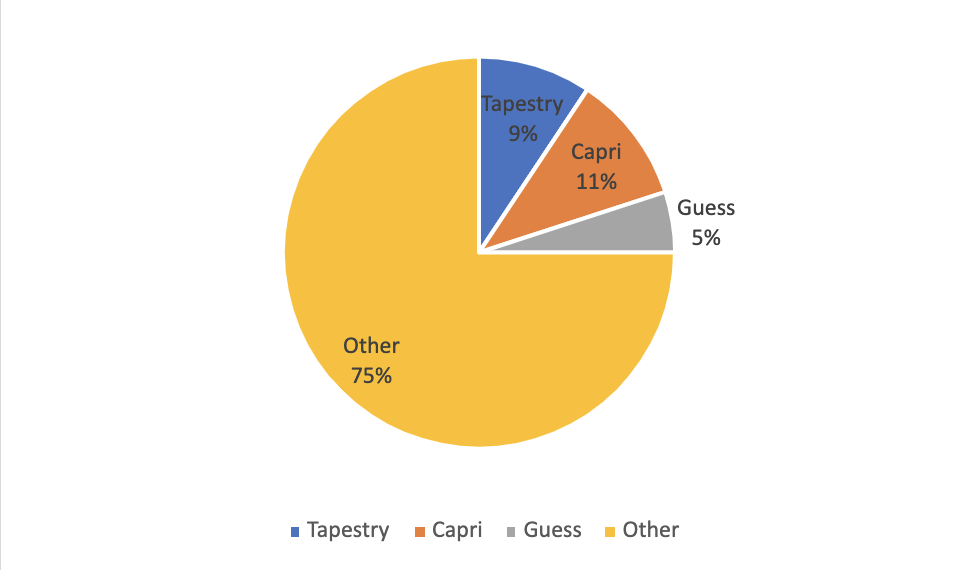 Tapestry
9%
Capri
11%
Guess
5%
Other
75%
Tapestry Capri Guess Other